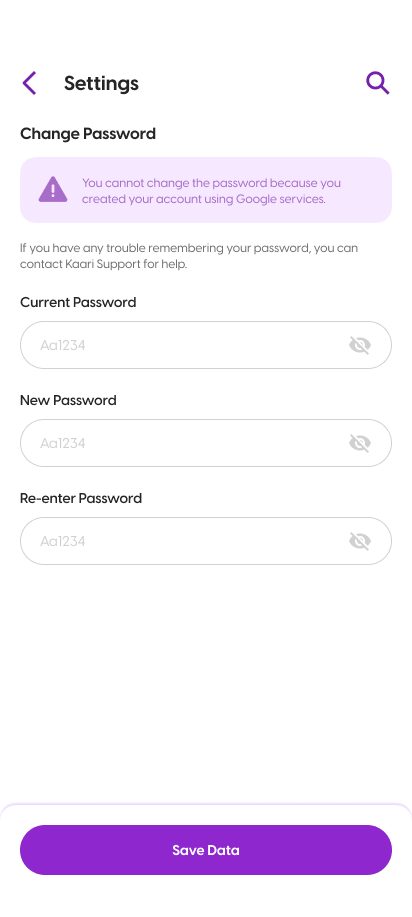 Settings
Change Password
You cannot change the password because you
created your account using Google services.
If you have any trouble remembering your password, you can
contact Kaari Support for help.
Current Password
Aa1234
New Password
Aa1234
Re-enter Password
Aa1234
Save Data